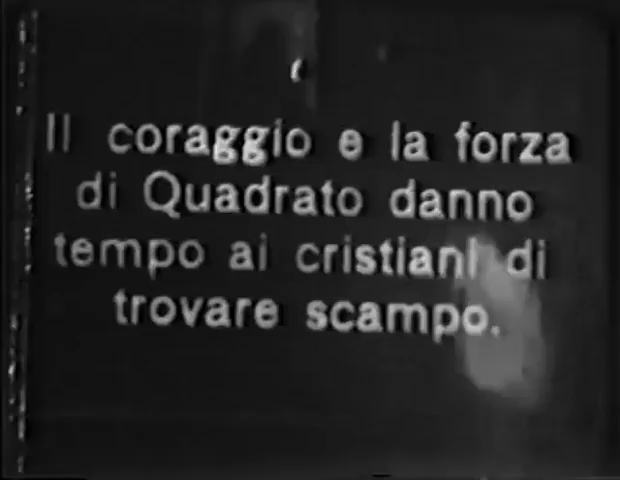 Il coraggio e la forza
di Quadrato danno
tempo ai cristiani di
trovare scampo.